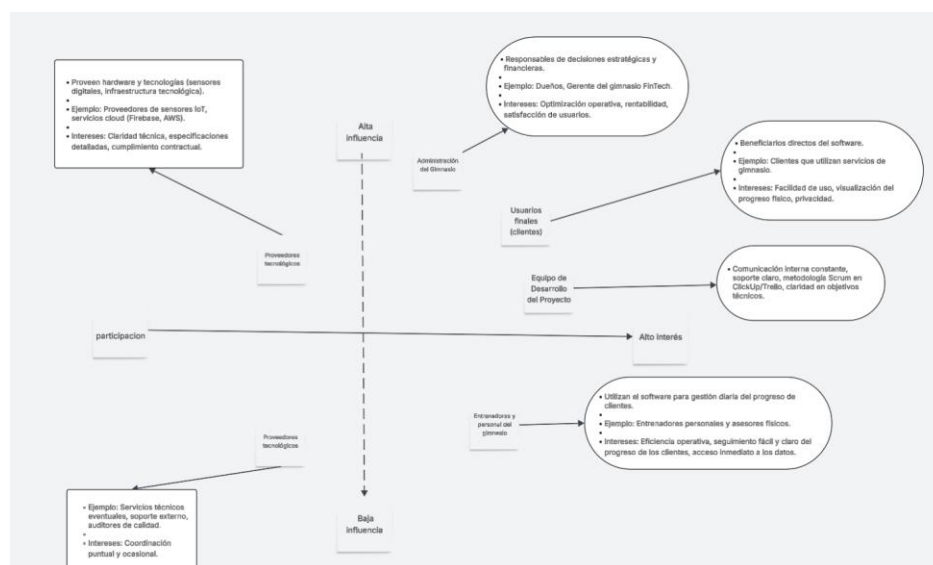 • Proveen hardware y tecnologías (sensores
digitales, infraestructura tecnológica).
•
• Ejemplo: Proveedores de sensores IoT,
servicios cloud (Firebase, AWS).
•
• Intereses: Claridad técnica, especificaciones
detalladas, cumplimiento contractual.
• Responsables de decisiones estratégicas y
financieras.
•
• Ejemplo: Dueños, Gerente del gimnasio FinTech.
•
• Intereses: Optimización operativa, rentabilidad,
satisfacción de usuarios.
Alta
influencia
Administración
del Gimnasio
• Beneficiarios directos del software.
•
• Ejemplo: Clientes que utilizan servicios de
gimnasio.
•
• Intereses: Facilidad de uso, visualización del
progreso físico, privacidad.
Usuarios
finales
(clientes)
Proveedores
tecnológicos
Equipo de
Desarrollo
del Proyecto
• Comunicación interna constante,
soporte claro, metodología Scrum en
ClickUp/Trello, claridad en objetivos
técnicos.
participacion
Alto interés
Entrenadores y
personal del
gimnasio
• Utilizan el software para gestión diaria del progreso de
clientes.
•
• Ejemplo: Entrenadores personales y asesores físicos.
•
• Intereses: Eficiencia operativa, seguimiento fácil y claro del
progreso de los clientes, acceso inmediato a los datos.
Proveedores
tecnológicos
• Ejemplo: Servicios técnicos
eventuales, soporte externo,
auditores de calidad.
•
• Intereses: Coordinación
puntual y ocasional.
Baja
influencia